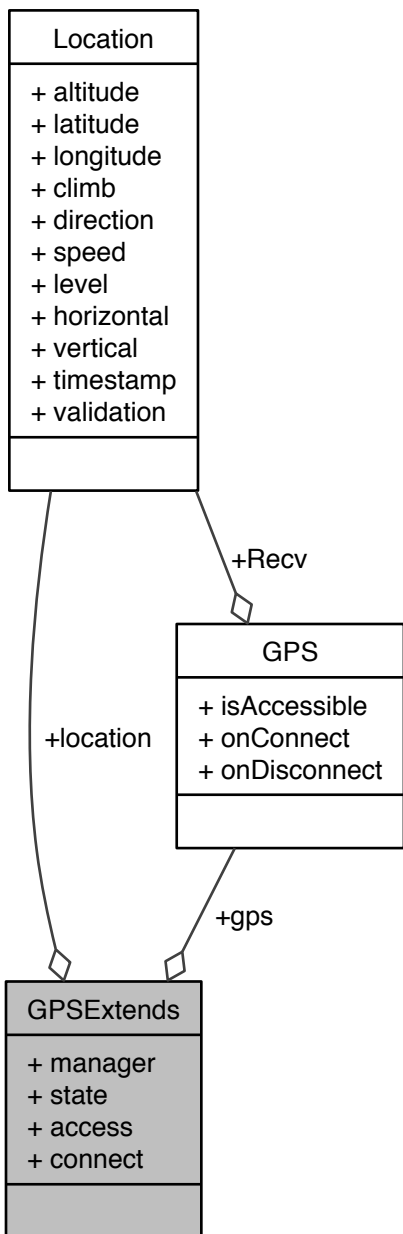 Location
+ altitude
+ latitude
+ longitude
+ climb
+ direction
+ speed
+ level
+ horizontal
+ vertical
+ timestamp
+ validation
+Recv
GPS
+ isAccessible
+ onConnect
+ onDisconnect
+location
+gps
GPSExtends
+ manager
+ state
+ access
+ connect